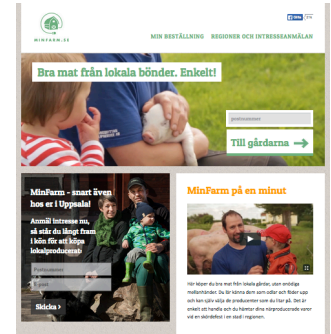 MINFARM.SE
MIN BESTÄLLNING REGIONER OCH INTRESSEANMÄLAN
Bra mat från lokala bönder. Enkelt!
postnummer
Till gårdarna →
MinFarm - snart även
hos er i Uppsala!
Anmäl intresse nu,
så står du långt fram
i kön för att köpa
lokalproducerat:
Postnummer
E-post
Skicka >
MinFarm på en minut
Här köper du bra mat från lokala gårdar, utan onödiga
mellanhänder. Du lär känna dem som odlar och föder upp
och kan själv välja de producenter som du litar på. Det är
enkelt att handla och du hämtar dina närproducerade varor
vid en skördefest i en stad i regionen.